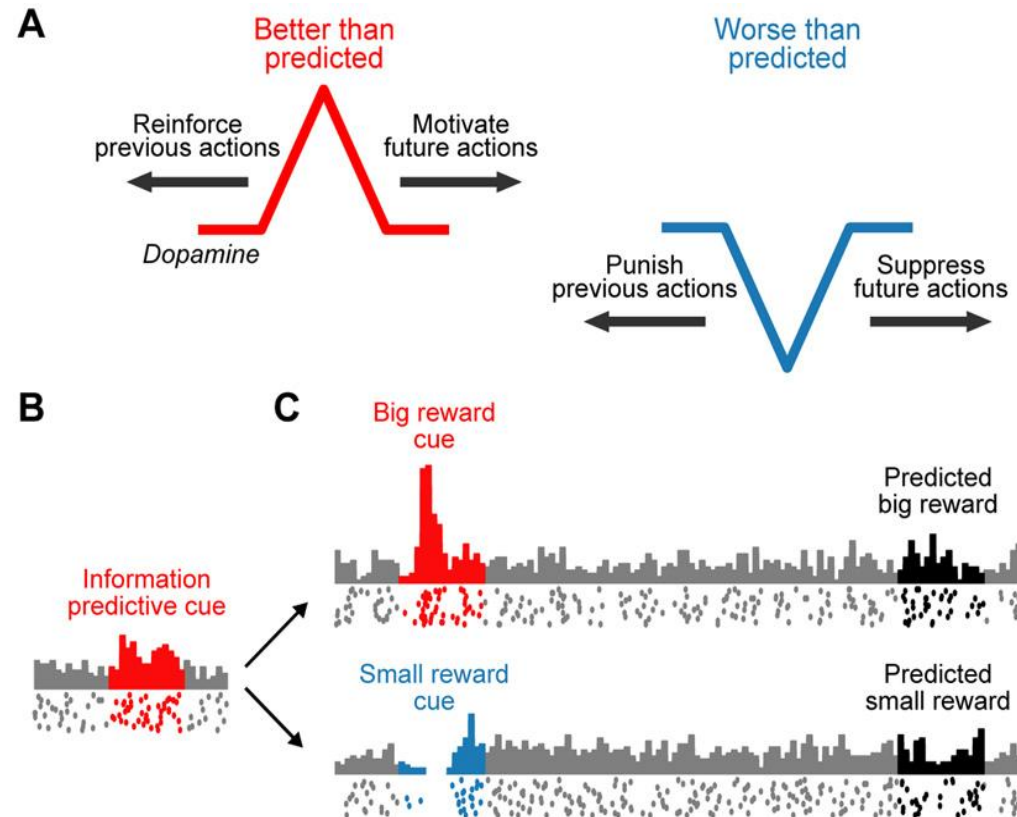 A
Better than
predicted
Worse than
predicted
Reinforce
previous actions
Motivate
future actions
Dopamine
Punish
previous actions
Suppress
future actions
B
C
Big reward
cue
Predicted
big reward
Information
predictive cue
Small reward
cue
Predicted
small reward